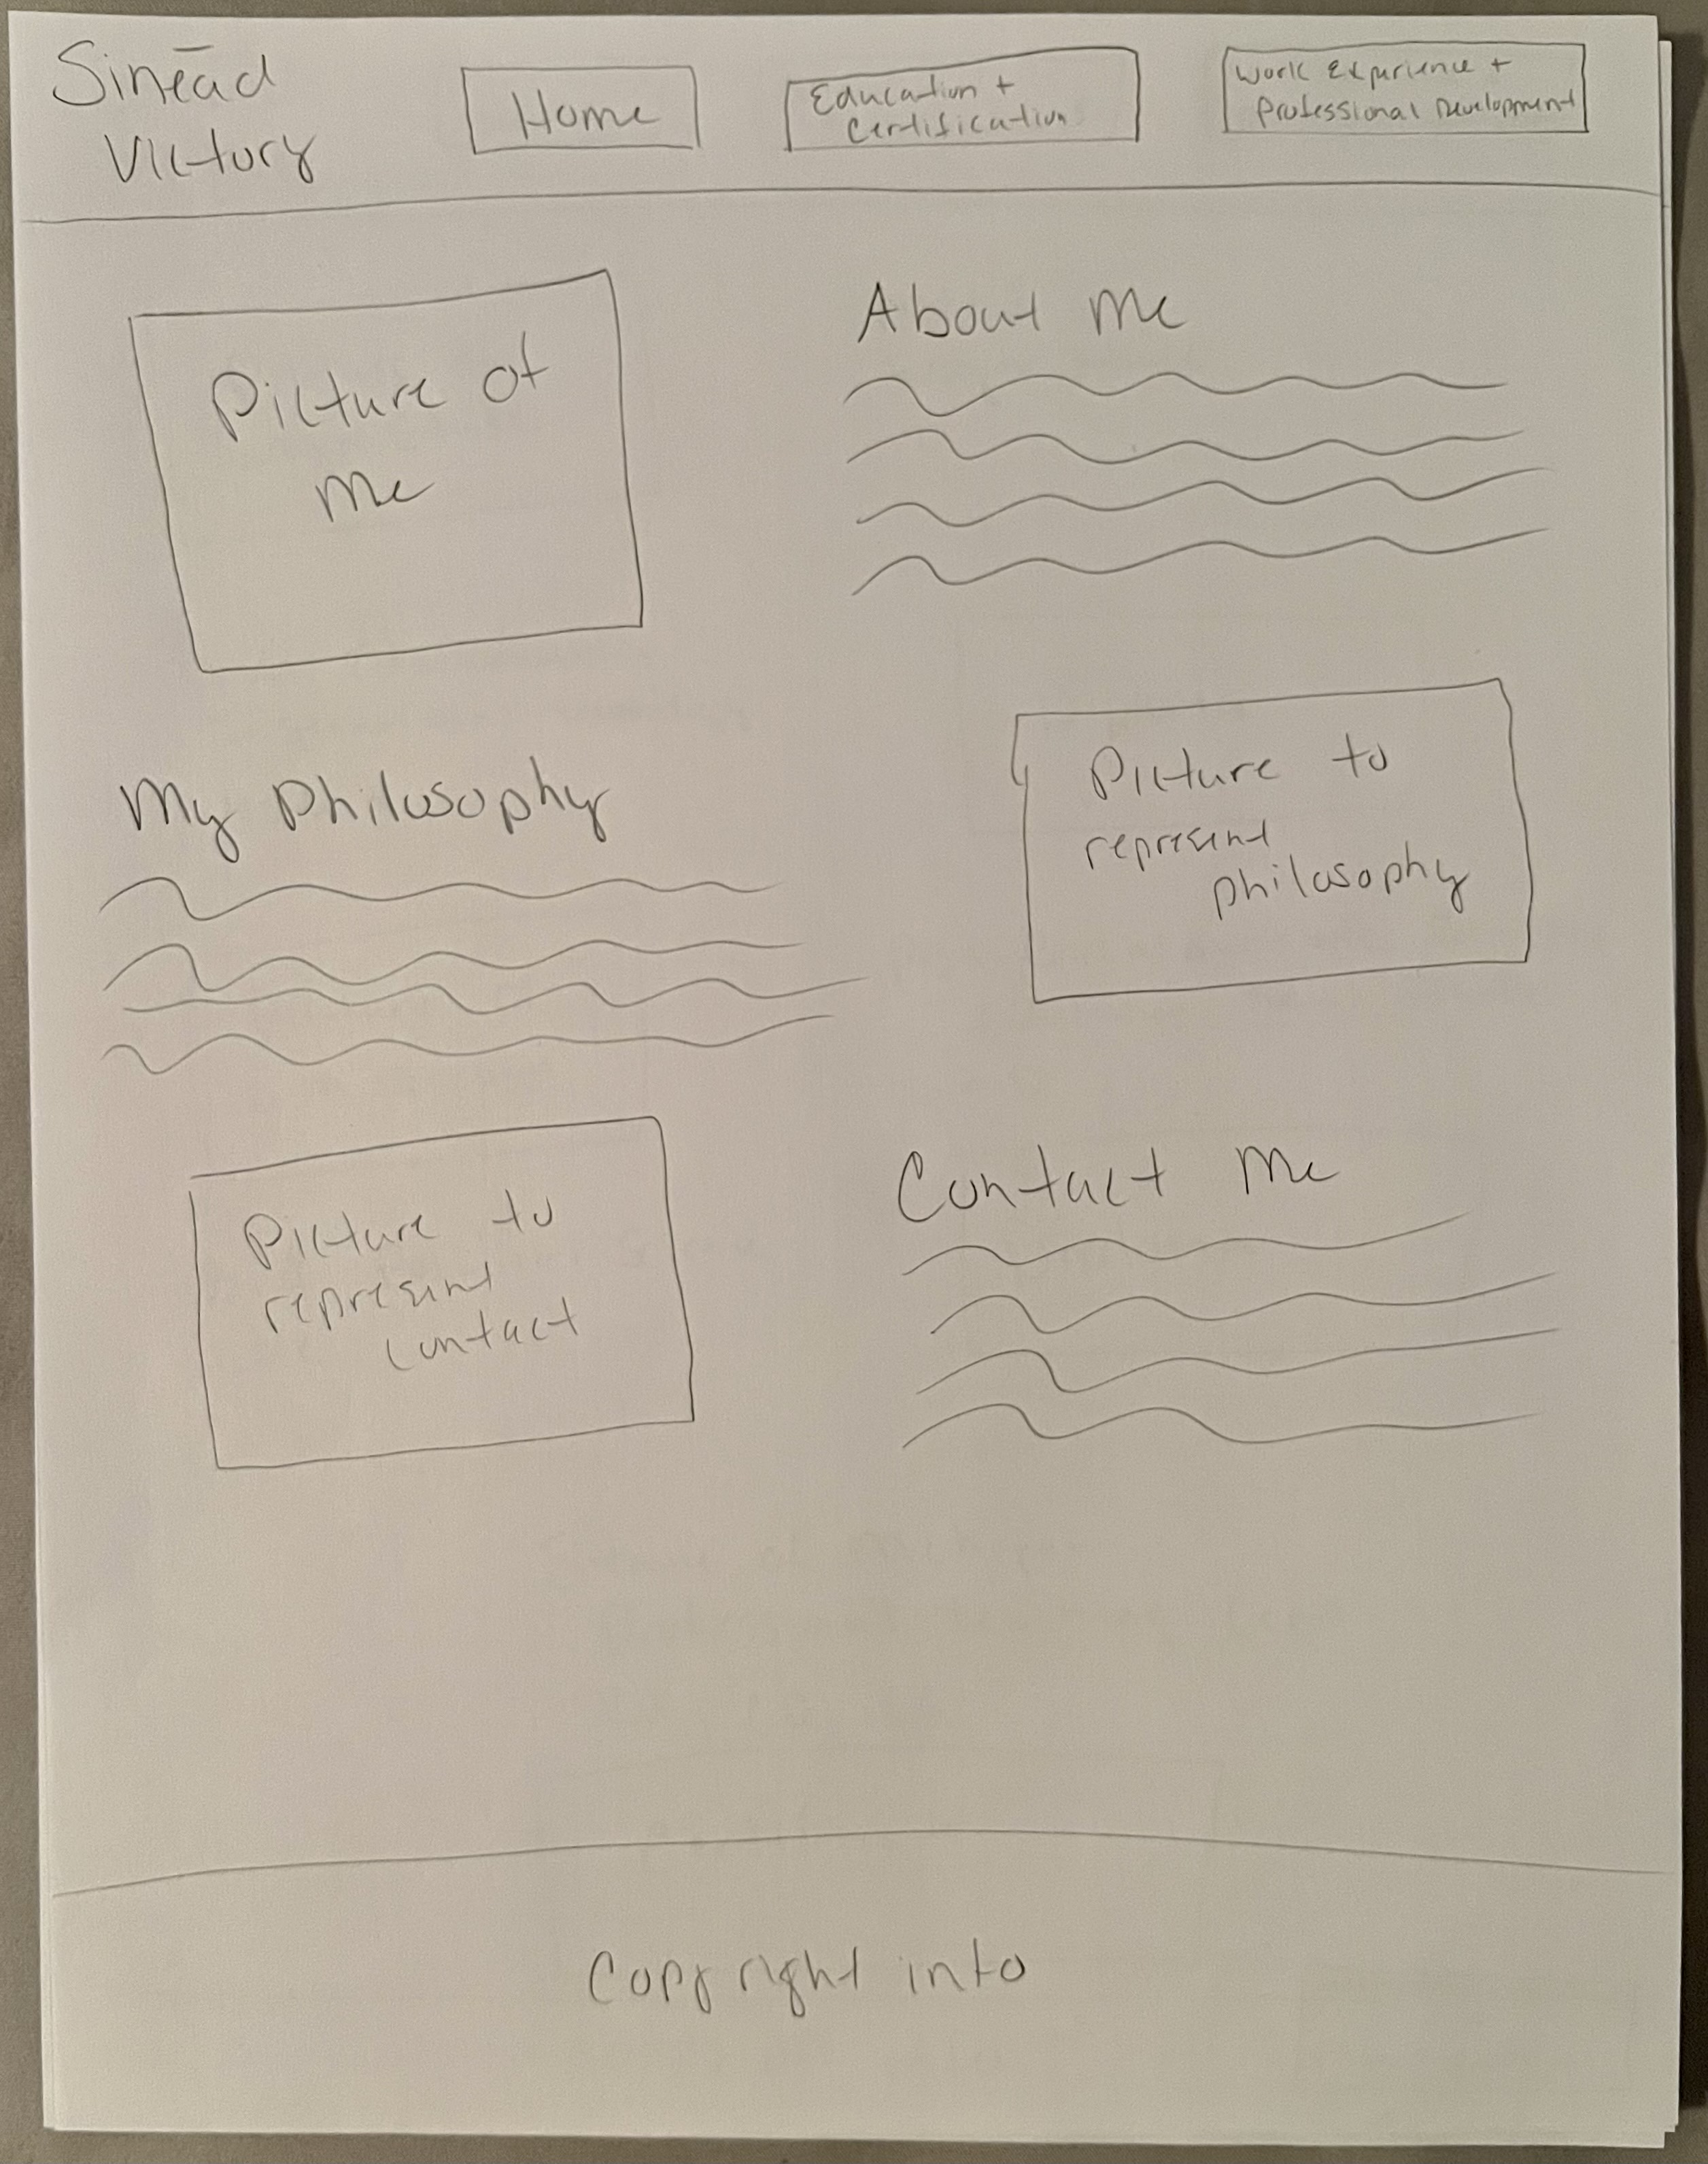 Sinēad
Victory
Home
Education +
Certification
Work Experience +
Professional Development
Picture of
me
About me
My Philosophy
Picture to
represent
philosophy
Picture to
represent
contact
Contact Me
Copyright info